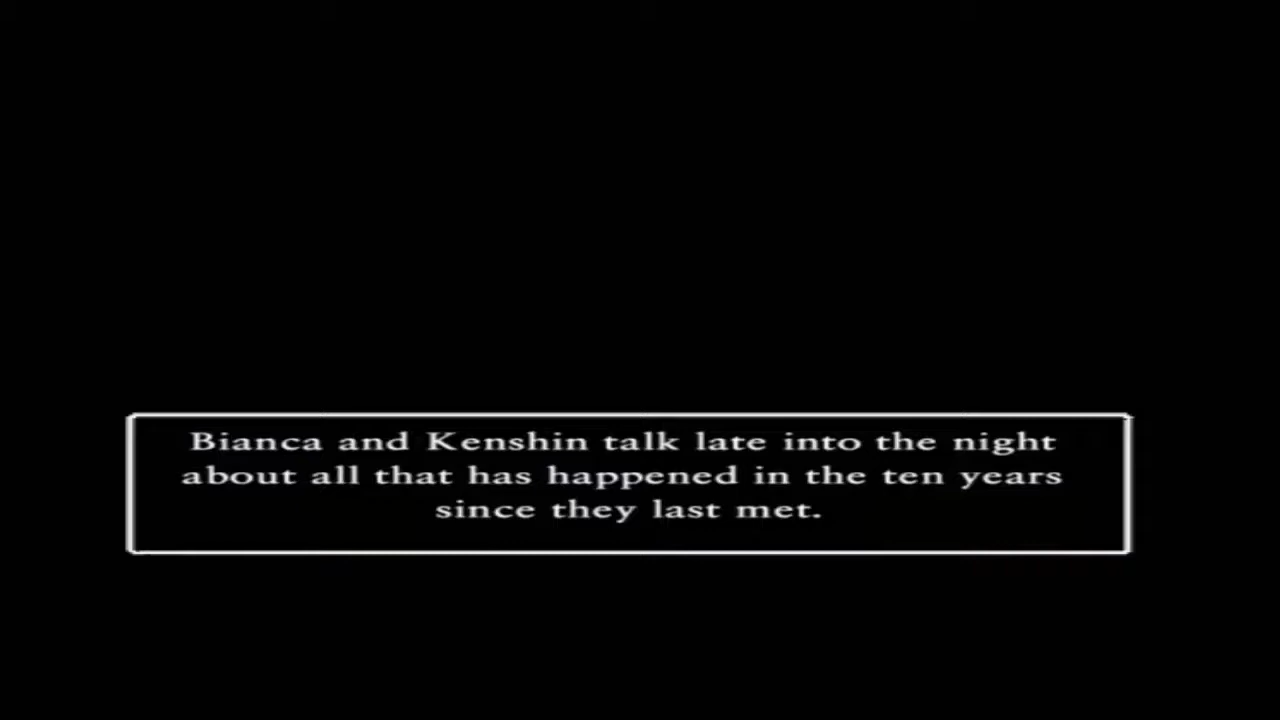 Bianca and Kenshin talk late into the night
about all that has happened in the ten years
since they last met.